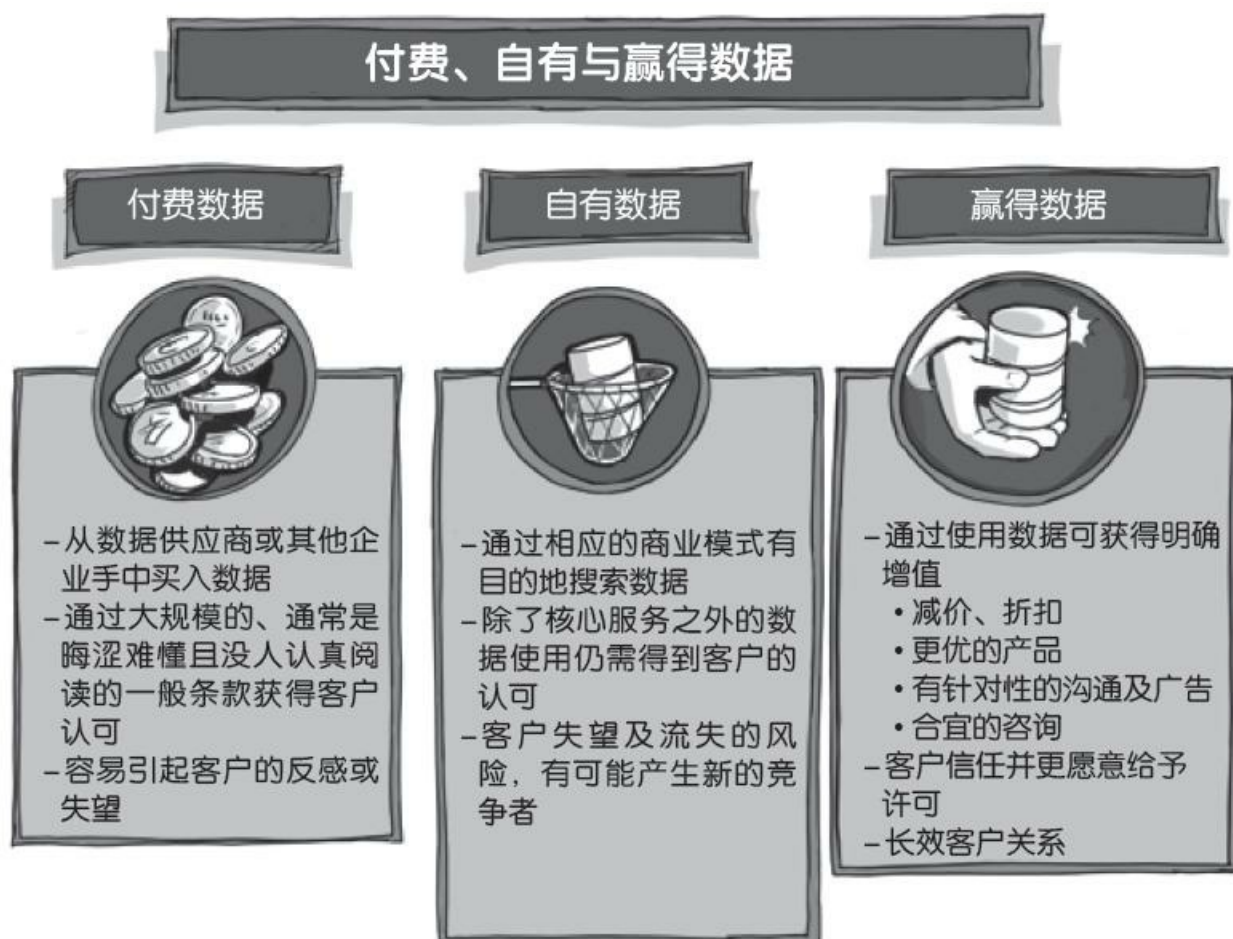 付费、自有与赢得数据
付费数据
–从数据供应商或其他企
业手中买入数据
–通过大规模的、通常是
晦涩难懂且没人认真阅
读的一般条款获得客户
认可
–容易引起客户的反感或
失望
自有数据
–通过相应的商业模式有
目的地搜索数据
–除了核心服务之外的数
据使用仍需得到客户的
认可
–客户失望及流失的风
险，有可能产生新的竞
争者
赢得数据
–通过使用数据可获得明确
增值
•减价、折扣
•更优的产品
•有针对性的沟通及广告
•合宜的咨询
–客户信任并更愿意给予
许可
–长效客户关系